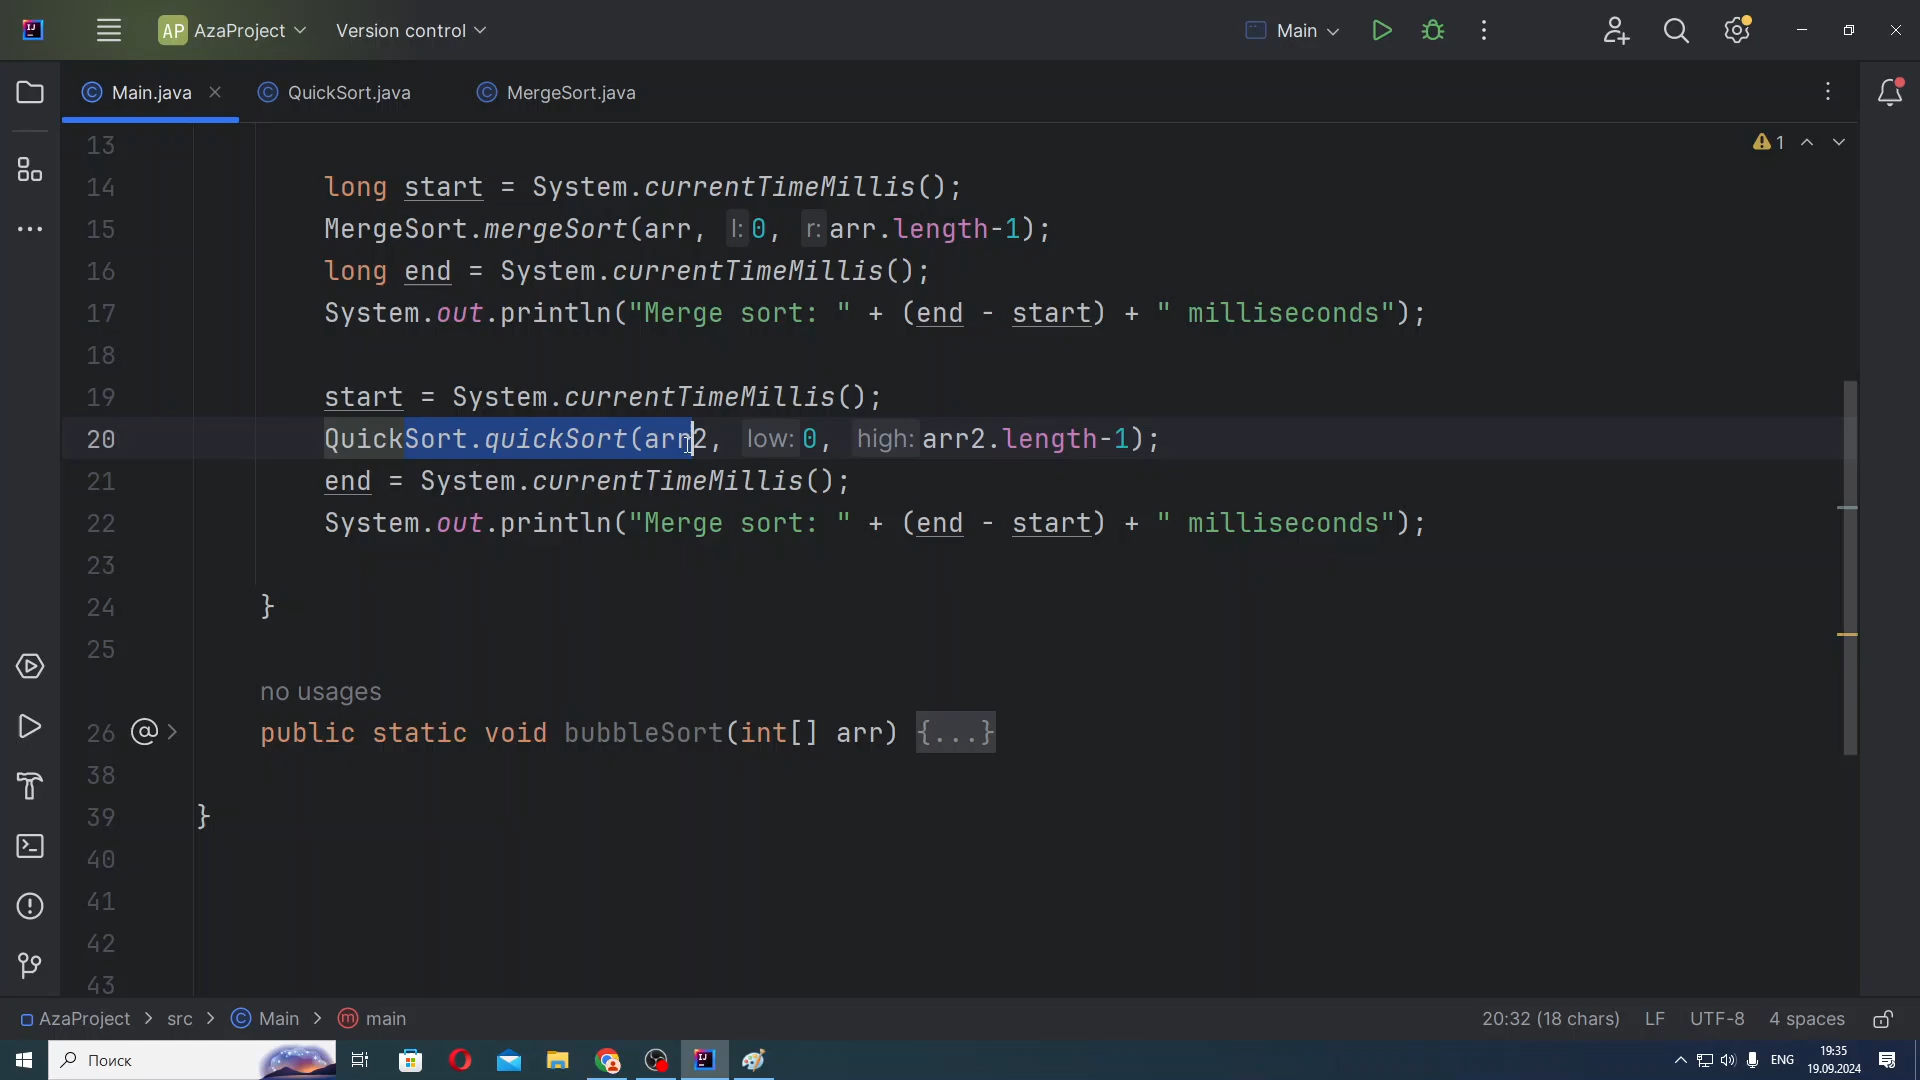 AP AzaProject Version control Main
Main.java QuickSort.java MergeSort.java
13
1
14 long start = System.currentTimeMillis();
15 MergeSort.mergeSort(arr, l: 0, r: arr.length-1);
16 long end = System.currentTimeMillis();
17 System.out.println("Merge sort: " + (end - start) + " milliseconds");
18
19 start = System.currentTimeMillis();
20 QuickSort.quickSort(arr2, low: 0, high: arr2.length-1);
21 end = System.currentTimeMillis();
22 System.out.println("Merge sort: " + (end - start) + " milliseconds");
23
24 }
25
no usages
26 @ public static void bubbleSort(int[] arr) {...}
38
39 }
40
41
42
43
AzaProject > src > Main > main 20:32 (18 chars) LF UTF-8 4 spaces
Поиск ENG 19:35
19.09.2024